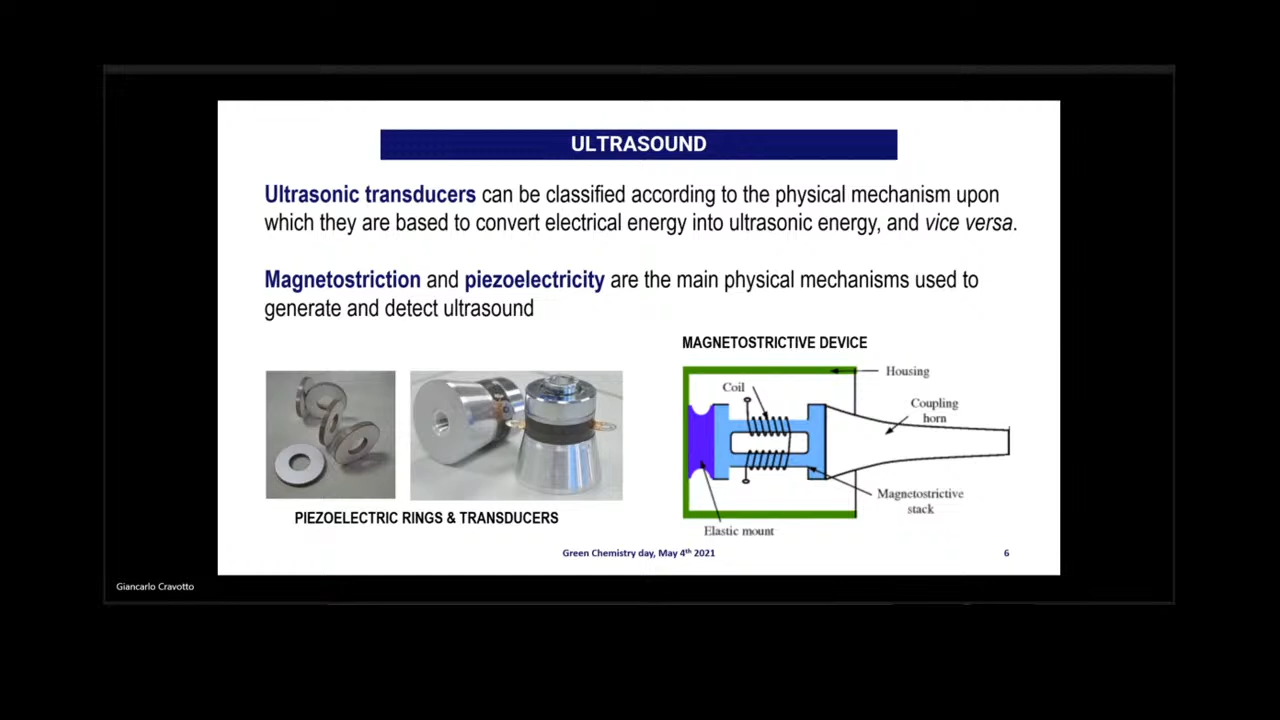 ULTRASOUND
Ultrasonic transducers can be classified according to the physical mechanism upon
which they are based to convert electrical energy into ultrasonic energy, and vice versa.
Magnetostriction and piezoelectricity are the main physical mechanisms used to
generate and detect ultrasound
MAGNETOSTRICTIVE DEVICE
Housing
Coil
Coupling
horn
Magnetostrictive
stack
Elastic mount
PIEZOELECTRIC RINGS & TRANSDUCERS
Green Chemistry day, May 4th 2021
6
Giancarlo Cravotto